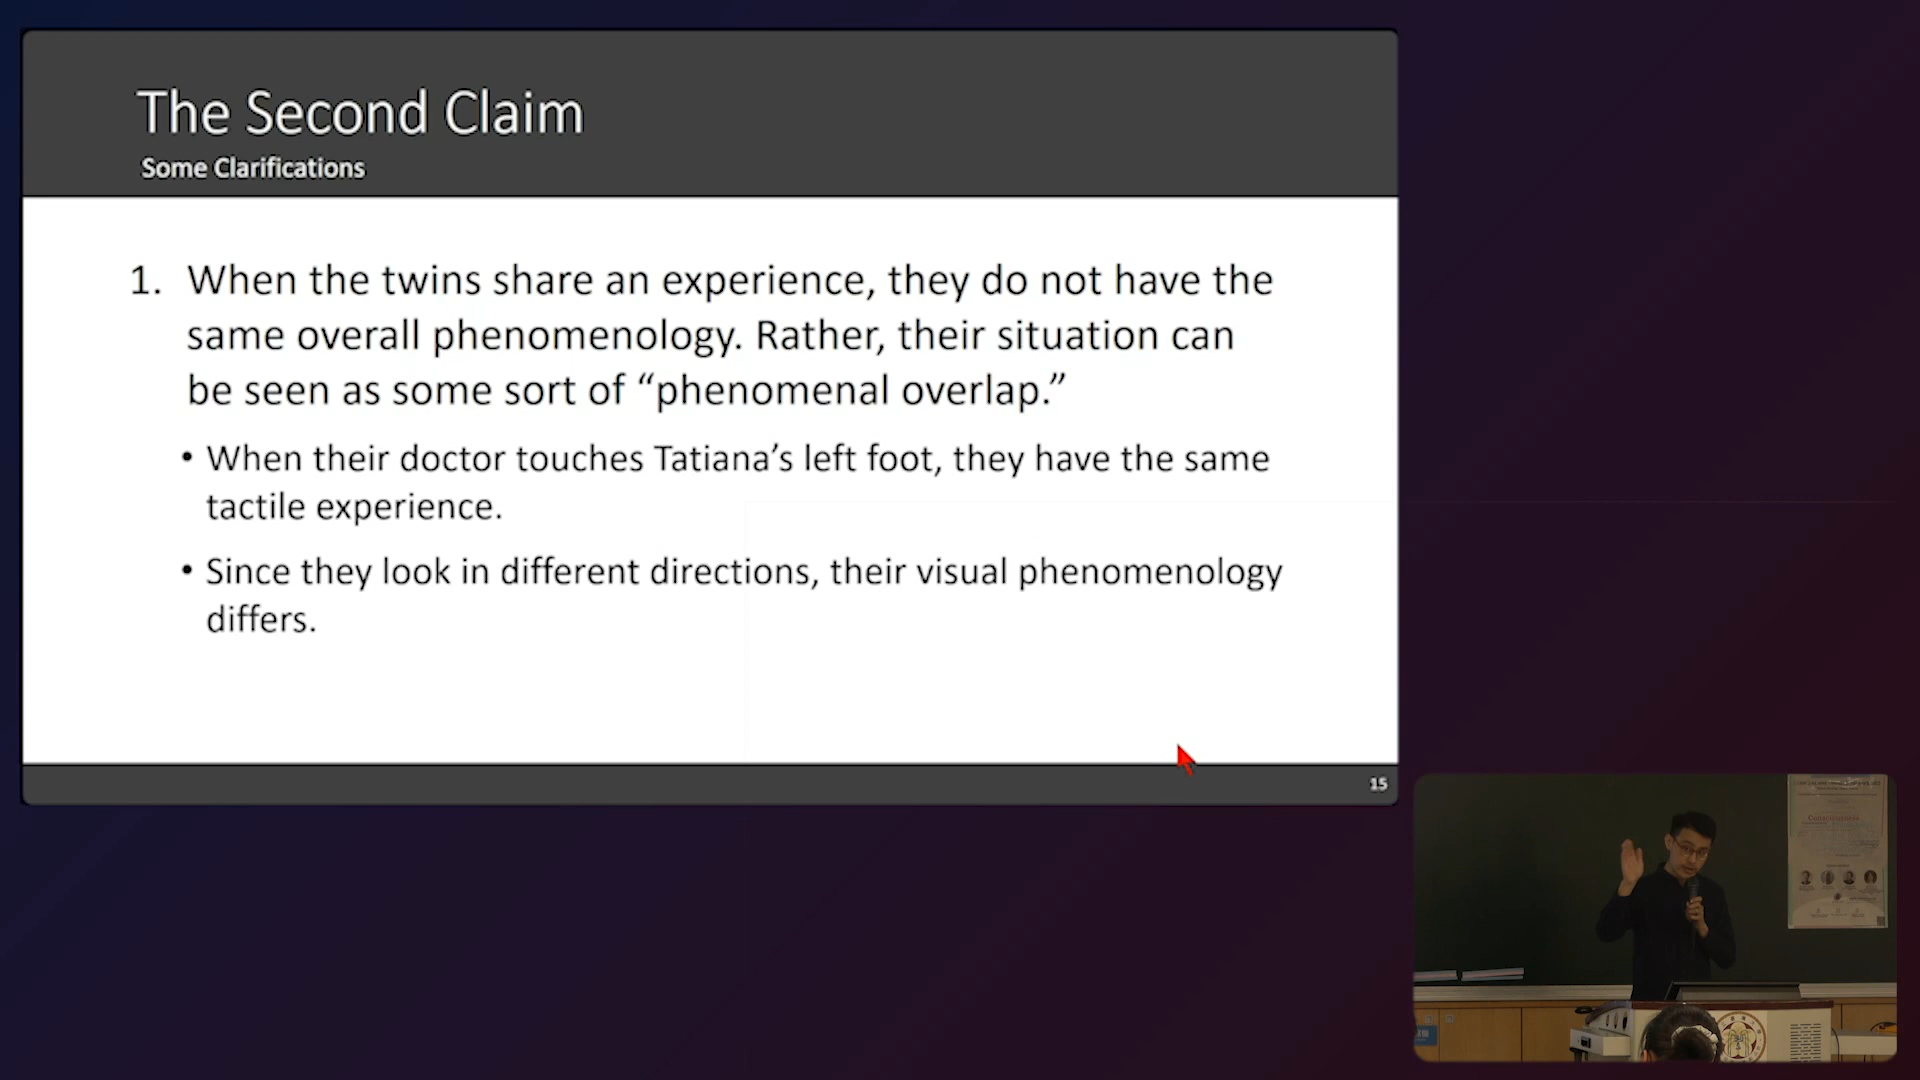 The Second Claim
Some Clarifications
1. When the twins share an experience, they do not have the
same overall phenomenology. Rather, their situation can
be seen as some sort of “phenomenal overlap.”
• When their doctor touches Tatiana’s left foot, they have the same
tactile experience.
• Since they look in different directions, their visual phenomenology
differs.
15